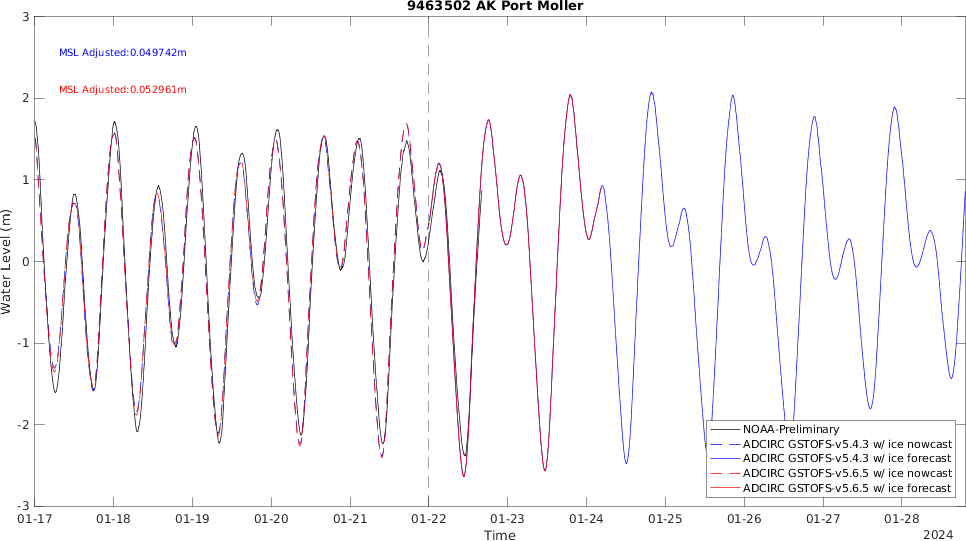 9463502 AK Port Moller
3
MSL Adjusted:0.049742m
MSL Adjusted:0.052961m
2
1
0
-1
-2
-3
Water Level (m)
NOAA-Preliminary
ADCIRC GSTOFS-v5.4.3 w/ ice nowcast
ADCIRC GSTOFS-v5.4.3 w/ ice forecast
ADCIRC GSTOFS-v5.6.5 w/ ice nowcast
ADCIRC GSTOFS-v5.6.5 w/ ice forecast
01-17 01-18 01-19 01-20 01-21 01-22 01-23 01-24 01-25 01-26 01-27 01-28
Time
2024